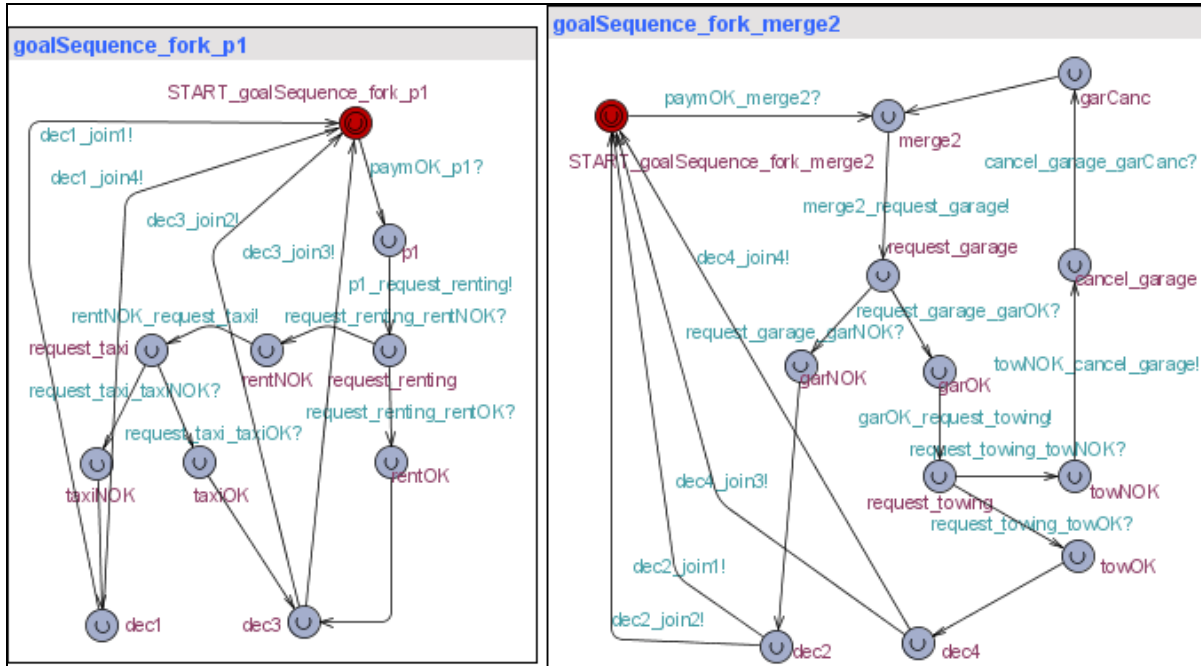 goalSequence_fork_p1
START_goalSequence_fork_p1
dec1_join1!
dec1_join4!
paymOK_p1?
dec3_join2!
dec3_join3!
p1
p1_request_renting!
rentNOK_request_taxi!
request_renting_rentNOK?
request_taxi
rentNOK
request_renting
request_taxi_taxiNOK?
request_renting_rentOK?
request_taxi_taxiOK?
taxiNOK
taxiOK
rentOK
dec1
dec3
goalSequence_fork_merge2
garCanc
paymOK_merge2?
merge2
START_goalSequence_fork_merge2
cancel_garage_garCanc?
merge2_request_garage!
request_garage
dec4_join4!
cancel_garage
request_garage_garOK?
request_garage_garNOK?
towNOK_cancel_garage!
garNOK
garOK
garOK_request_towing!
request_towing_towNOK?
dec4_join3!
towNOK
request_towing
request_towing_towOK?
dec2_join1!
towOK
dec2_join2!
dec2
dec4